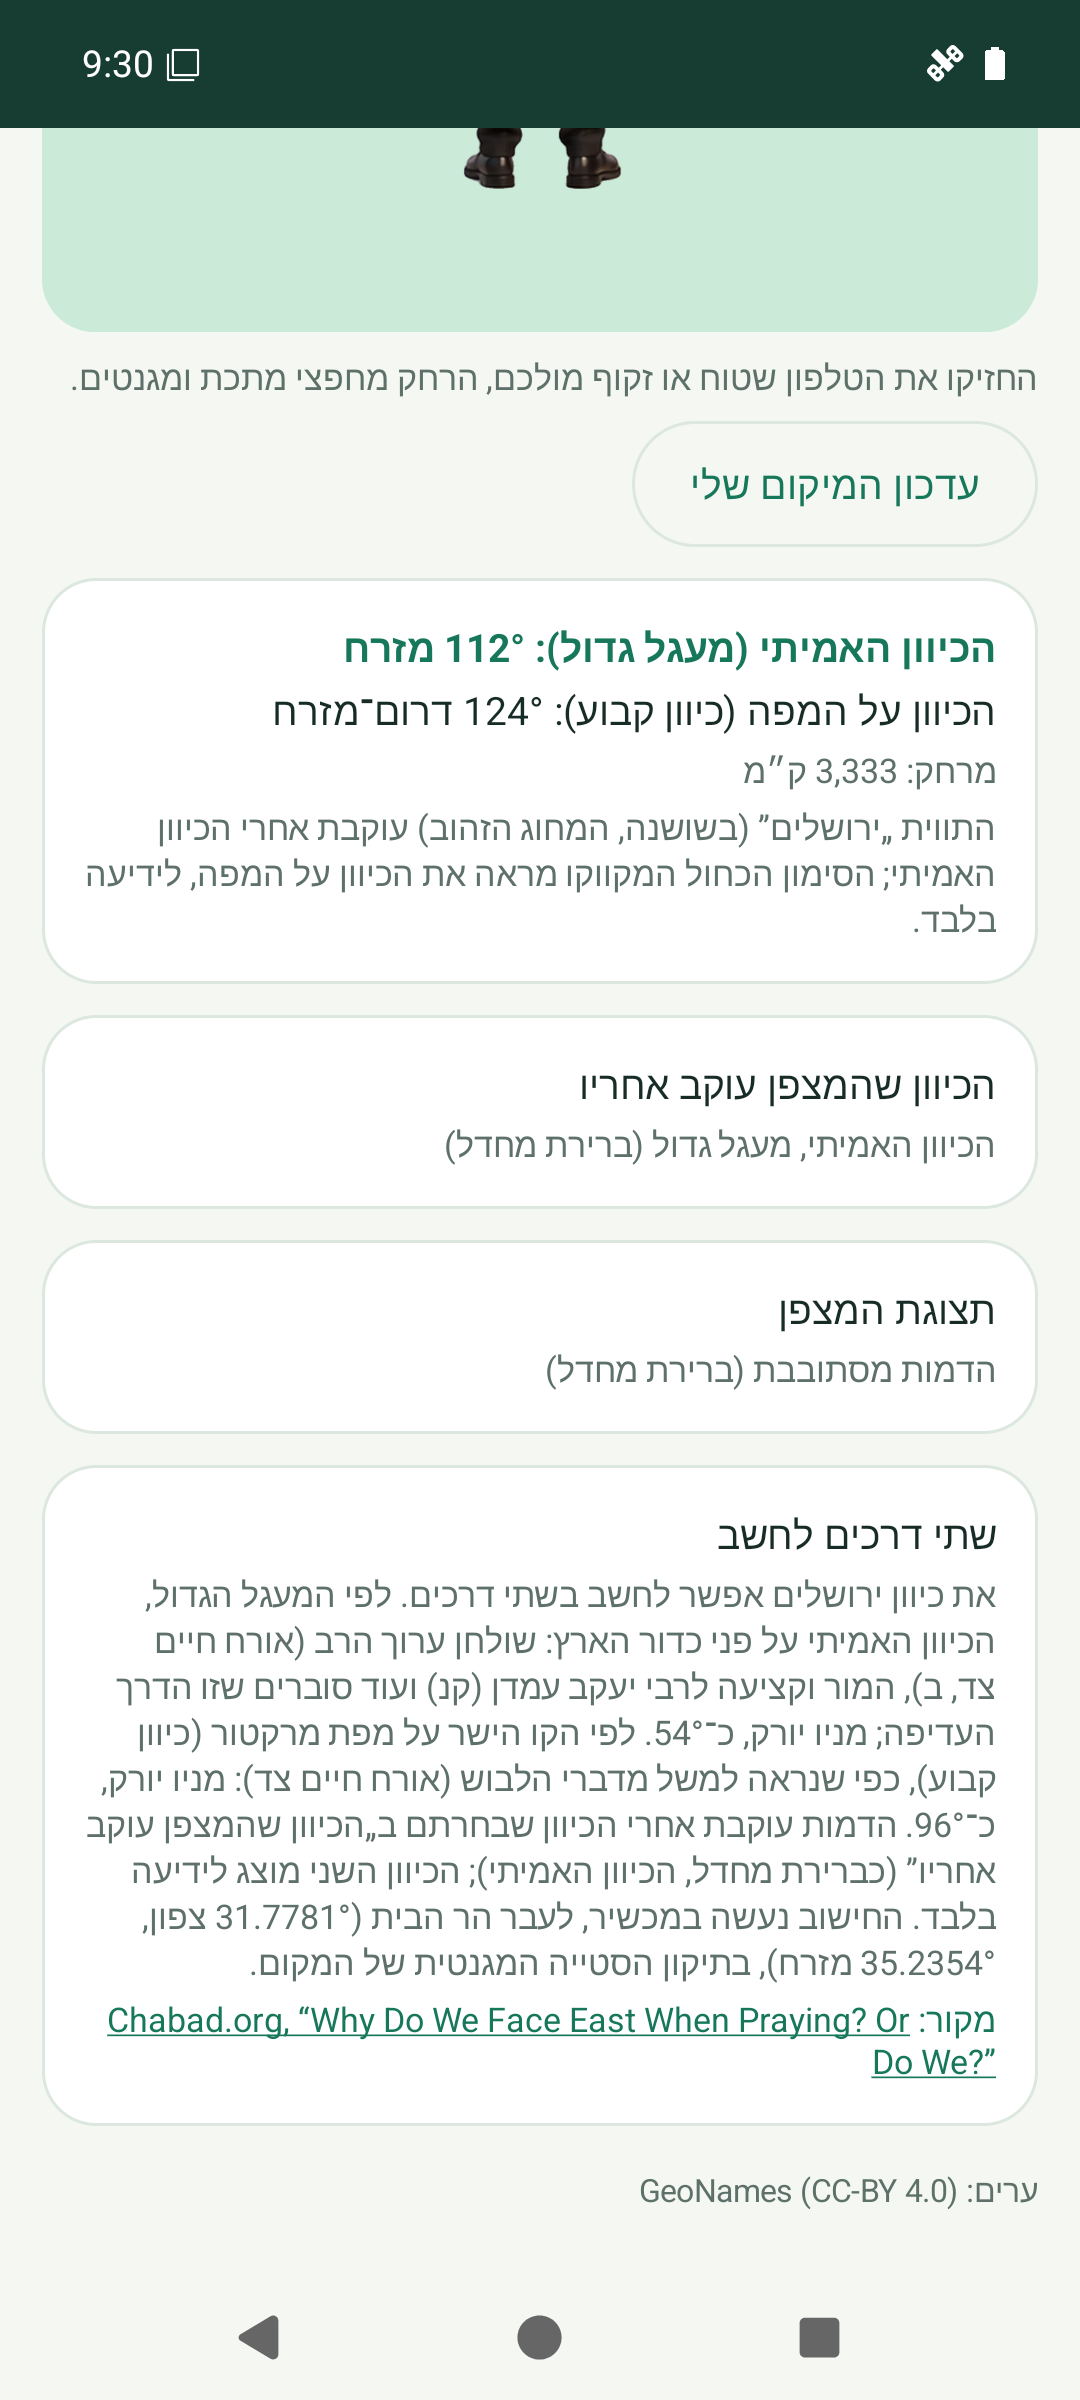 9:30
החזיקו את הטלפון שטוח או זקוף מולכם, הרחק מחפצי מתכת ומגנטים.
עדכון המיקום שלי
הכיוון האמיתי (מעגל גדול): 112° מזרח
הכיוון על המפה (כיוון קבוע): 124° דרום־מזרח
מרחק: 3,333 ק״מ
התווית „ירושלים” (בשושנה, המחוג הזהוב) עוקבת אחרי הכיוון
האמיתי; הסימון הכחול המקווקו מראה את הכיוון על המפה, לידיעה
בלבד.
הכיוון שהמצפן עוקב אחריו
הכיוון האמיתי, מעגל גדול (ברירת מחדל)
תצוגת המצפן
הדמות מסתובבת (ברירת מחדל)
שתי דרכים לחשב
את כיוון ירושלים אפשר לחשב בשתי דרכים. לפי המעגל הגדול,
הכיוון האמיתי על פני כדור הארץ: שולחן ערוך הרב (אורח חיים
צד, ב), המור וקציעה לרבי יעקב עמדן (קנ) ועוד סוברים שזו הדרך
העדיפה; מניו יורק, כ־54°. לפי הקו הישר על מפת מרקטור (כיוון
קבוע), כפי שנראה למשל מדברי הלבוש (אורח חיים צד): מניו יורק,
כ־96°. הדמות עוקבת אחרי הכיוון שבחרתם ב„הכיוון שהמצפן עוקב
אחריו” (כברירת מחדל, הכיוון האמיתי); הכיוון השני מוצג לידיעה
בלבד. החישוב נעשה במכשיר, לעבר הר הבית (31.7781° צפון,
35.2354° מזרח), בתיקון הסטייה המגנטית של המקום.
מקור: Chabad.org, “Why Do We Face East When Praying? Or
Do We?”
ערים: GeoNames (CC-BY 4.0)